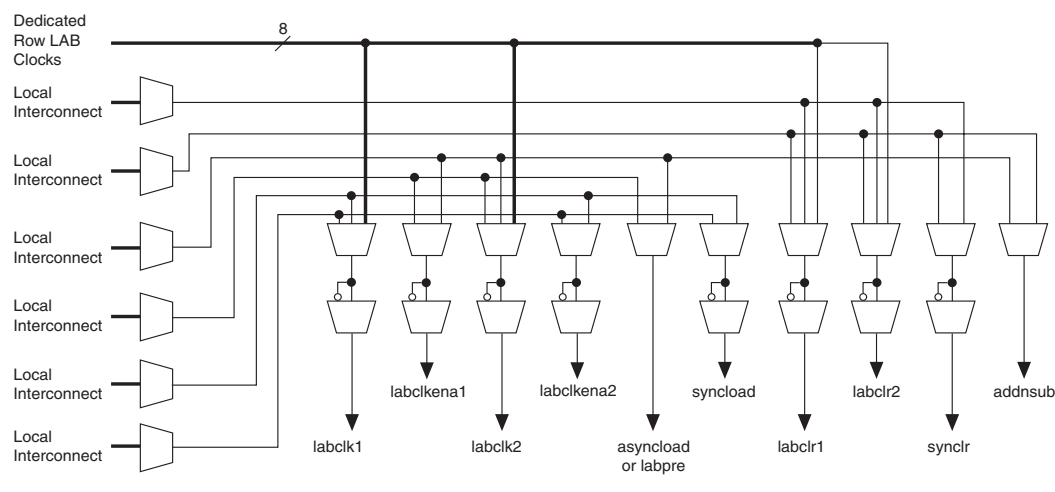 Dedicated
Row LAB
Clocks
8
Local
Interconnect
Local
Interconnect
Local
Interconnect
Local
Interconnect
Local
Interconnect
Local
Interconnect
labclkena1
labclkena2
syncload
labclr2
addnsub
labclk1
labclk2
asyncload
or labpre
labclr1
synclr